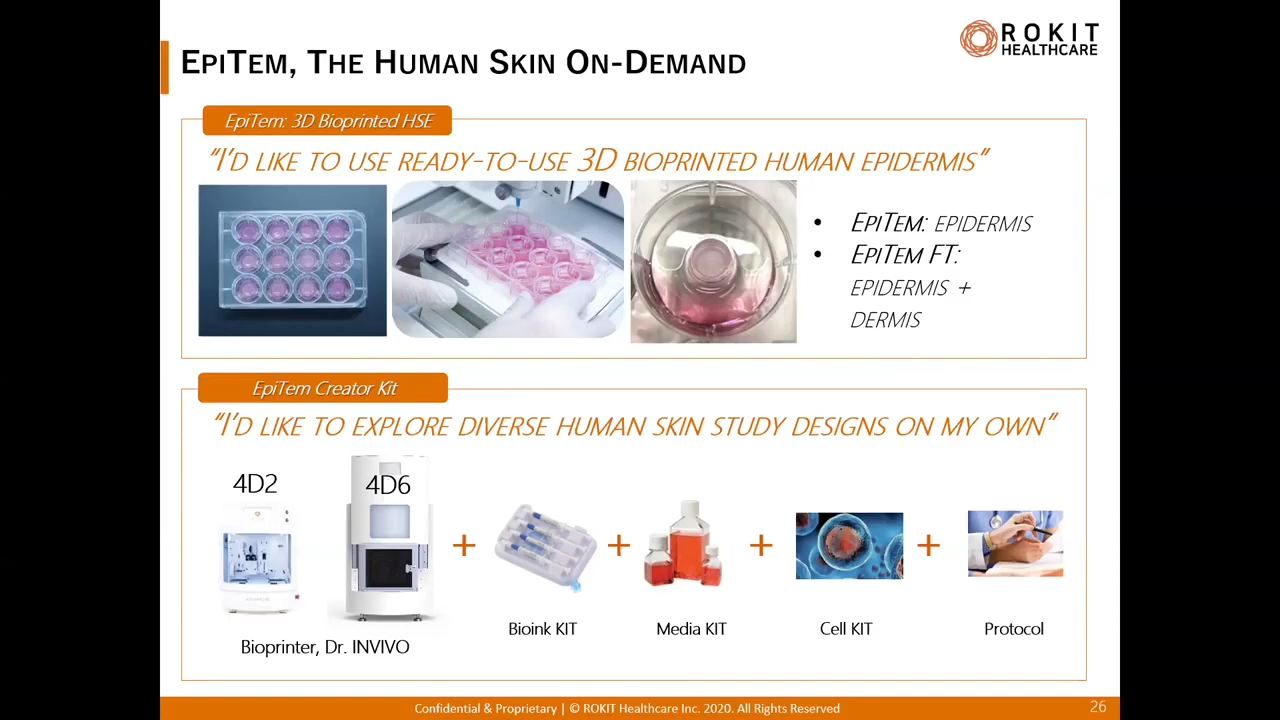 ROKIT
HEALTHCARE
EPITEM, THE HUMAN SKIN ON-DEMAND
EpiTem: 3D Bioprinted HSE
“I’D LIKE TO USE READY-TO-USE 3D BIOPRINTED HUMAN EPIDERMIS”
• EPITEM: EPIDERMIS
• EPITEM FT:
EPIDERMIS +
DERMIS
EpiTem Creator Kit
“I’D LIKE TO EXPLORE DIVERSE HUMAN SKIN STUDY DESIGNS ON MY OWN”
4D2
4D6
+ + + +
Bioink KIT
Media KIT
Cell KIT
Protocol
Bioprinter, Dr. INVIVO
Confidential & Proprietary | © ROKIT Healthcare Inc. 2020. All Rights Reserved
26